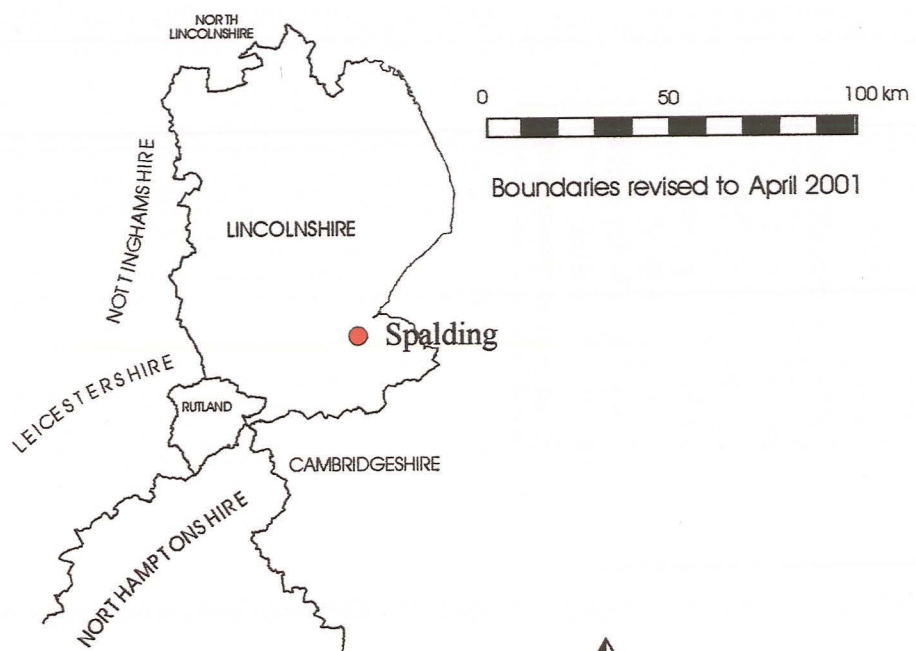 NORTH
LINCOLNSHIRE
0 50 100 km
Boundaries revised to April 2001
NOTTINGHAMSHIRE
LINCOLNSHIRE
Spalding
LEICESTERSHIRE
RUTLAND
CAMBRIDGESHIRE
NORTHAMPTONSHIRE